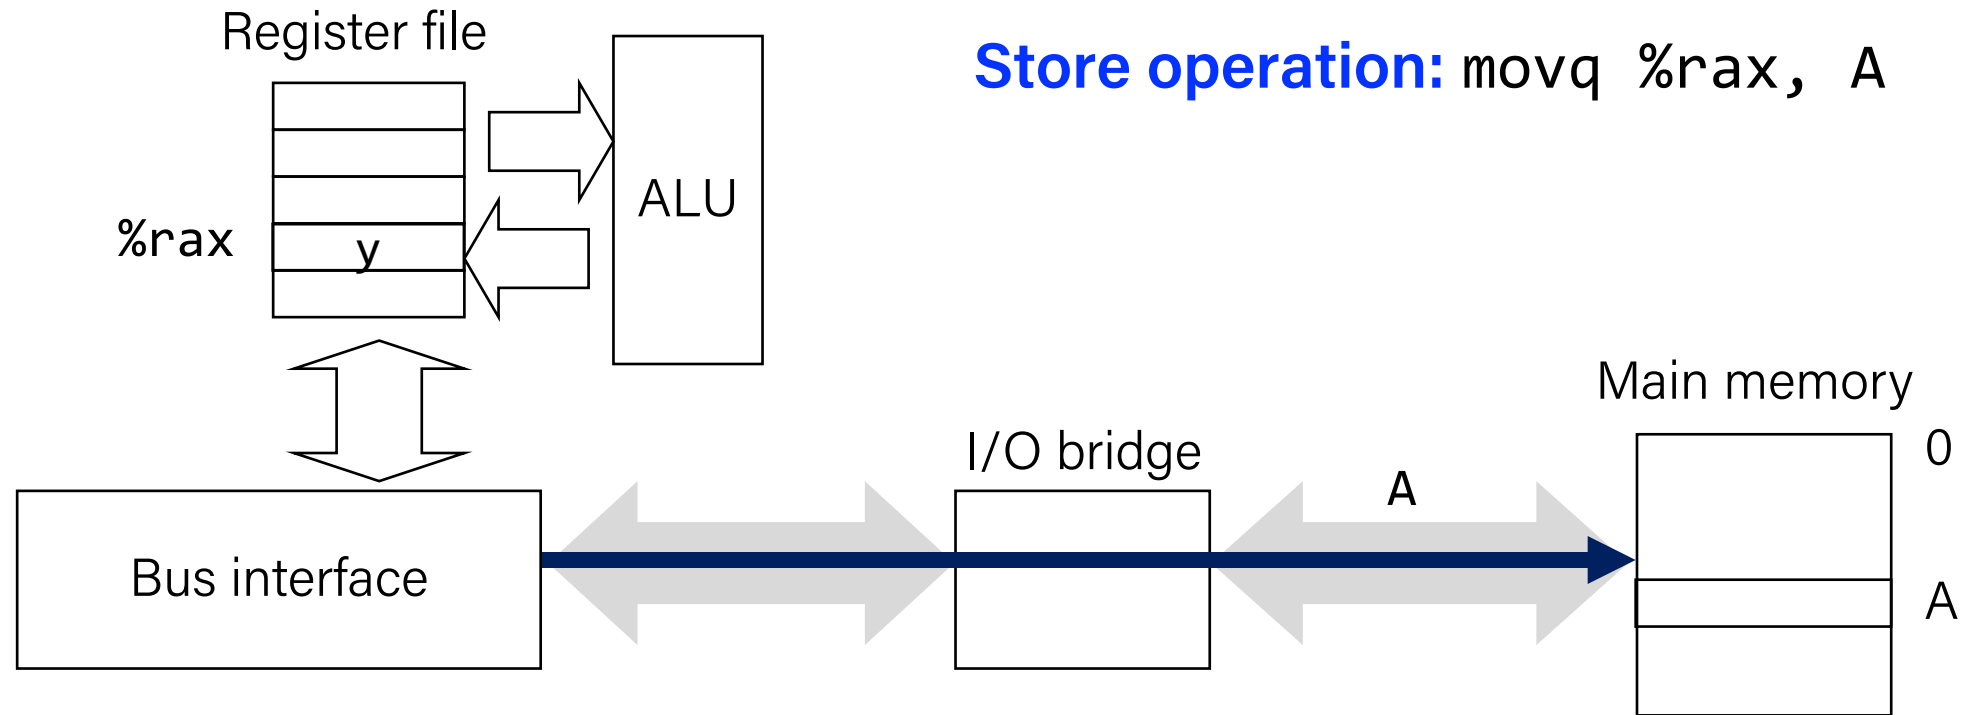 Register file
Store operation: movq %rax, A
ALU
%rax
y
Main memory
I/O bridge
0
A
Bus interface
A